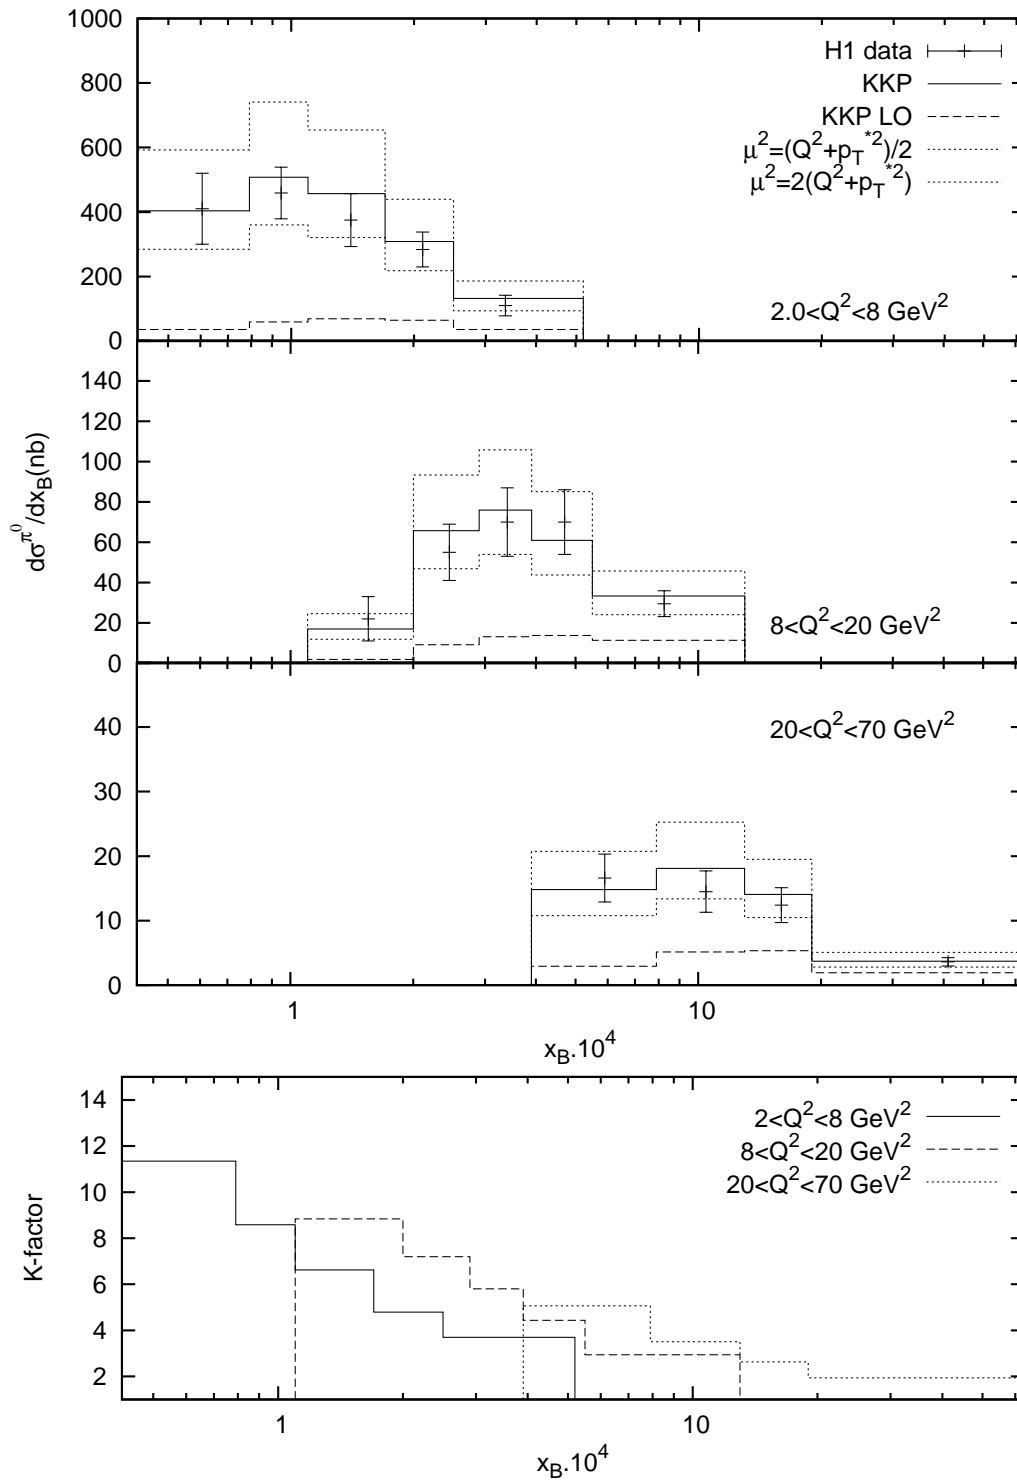 1000
800
600
400
200
0
H1 data
KKP
KKP LO
μ²=(Q²+p_T^*2)/2
μ²=2(Q²+p_T^*2)
2.0<Q²<8 GeV²
140
120
100
80
60
40
20
0
8<Q²<20 GeV²
dσ^π⁰/dx_B(nb)
40
30
20
10
0
20<Q²<70 GeV²
1 10
x_B.10⁴
14
12
10
8
6
4
2
K-factor
2<Q²<8 GeV²
8<Q²<20 GeV²
20<Q²<70 GeV²
1 10
x_B.10⁴